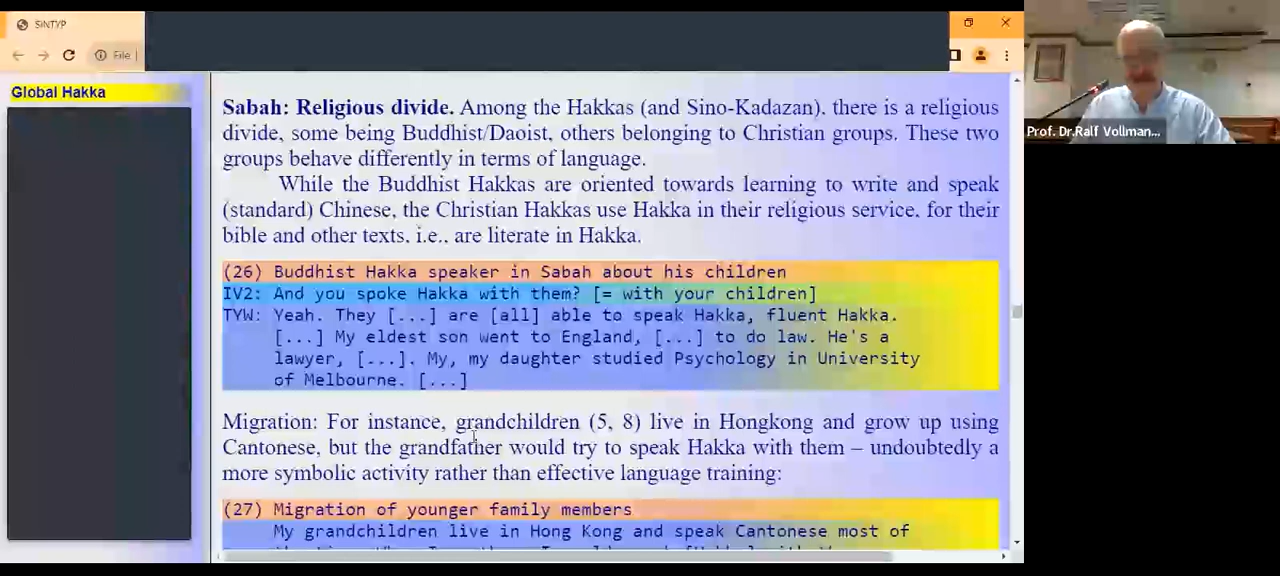 SiNTYP
File
Global Hakka
Prof. Dr.Ralf Vollman...
Sabah: Religious divide. Among the Hakkas (and Sino-Kadazan), there is a religious
divide, some being Buddhist/Daoist, others belonging to Christian groups. These two
groups behave differently in terms of language.
While the Buddhist Hakkas are oriented towards learning to write and speak
(standard) Chinese, the Christian Hakkas use Hakka in their religious service, for their
bible and other texts, i.e., are literate in Hakka.
(26) Buddhist Hakka speaker in Sabah about his children
IV2: And you spoke Hakka with them? [= with your children]
TYW: Yeah. They [...] are [all] able to speak Hakka, fluent Hakka.
[...] My eldest son went to England, [...] to do law. He's a
lawyer, [...]. My, my daughter studied Psychology in University
of Melbourne. [...]
Migration: For instance, grandchildren (5, 8) live in Hongkong and grow up using
Cantonese, but the grandfather would try to speak Hakka with them – undoubtedly a
more symbolic activity rather than effective language training:
(27) Migration of younger family members
My grandchildren live in Hong Kong and speak Cantonese most of